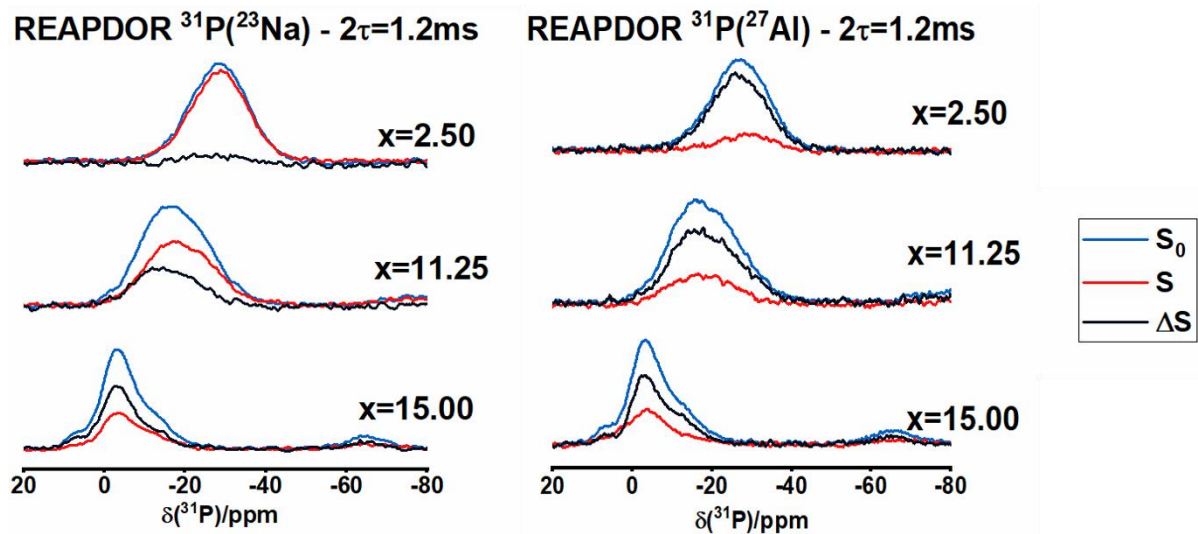 REAPDOR ³¹P(²³Na) - 2τ=1.2ms
x=2.50
x=11.25
x=15.00
20 0 -20 -40 -60 -80
δ(³¹P)/ppm
REAPDOR ³¹P(²⁷Al) - 2τ=1.2ms
x=2.50
x=11.25
x=15.00
20 0 -20 -40 -60 -80
δ(³¹P)/ppm
S₀
S
ΔS